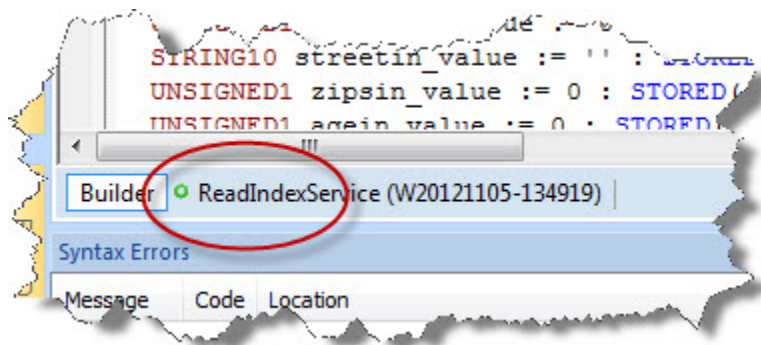 STRING10 streetin_value := '' :
UNSIGNED1 zipsin_value := 0 : STORED(
UNSIGNED1 agein_value := 0 : STORED(
Builder ReadIndexService (W20121105-134919)
Syntax Errors
Message Code Location